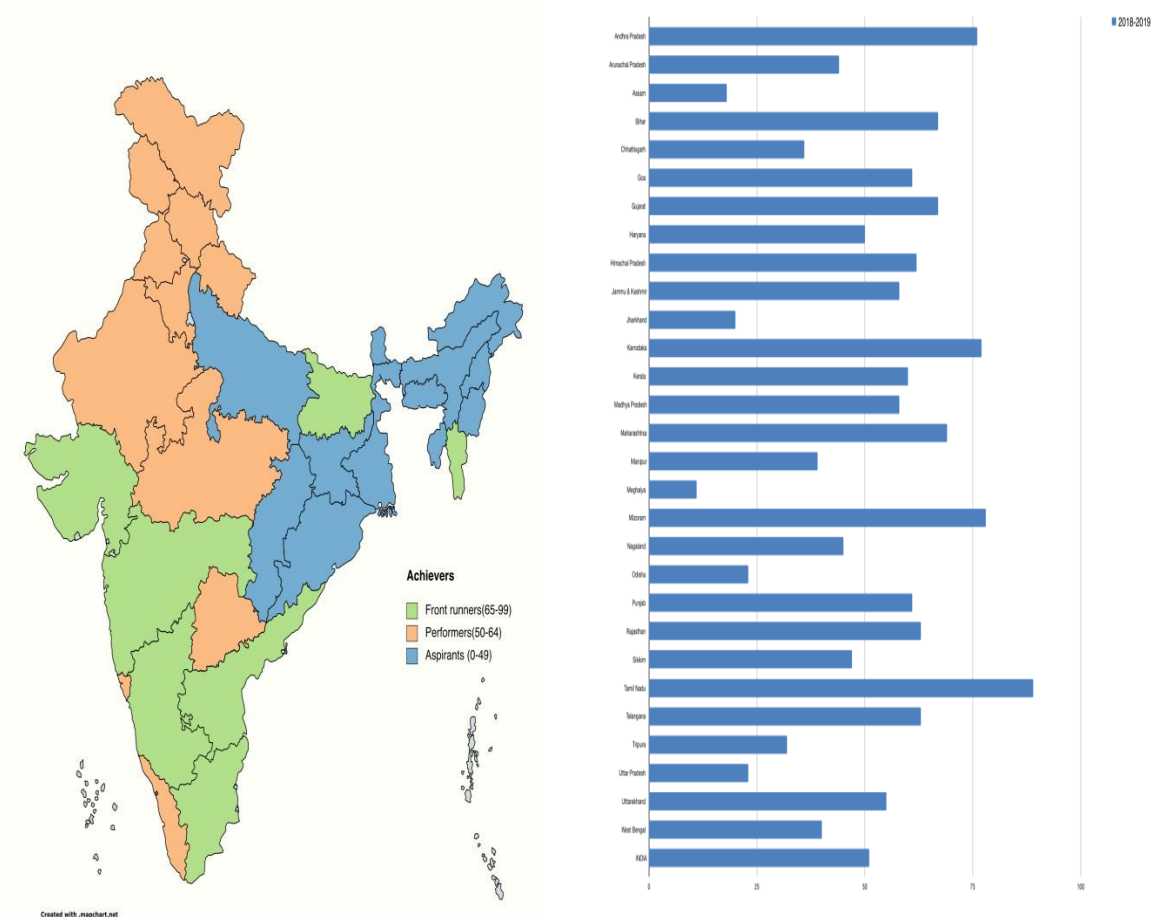 Achievers
Front runners(65-99)
Performers(50-64)
Aspirants (0-49)
Created with .mapchart.net
2018-2019
Andhra Pradesh
Arunachal Pradesh
Assam
Bihar
Chhattisgarh
Goa
Gujarat
Haryana
Himachal Pradesh
Jammu & Kashmir
Jharkhand
Karnataka
Kerala
Madhya Pradesh
Maharashtra
Manipur
Meghalya
Mizoram
Nagaland
Odisha
Punjab
Rajasthan
Sikkim
Tamil Nadu
Telangana
Tripura
Uttar Pradesh
Uttarakhand
West Bengal
INDIA
0 25 50 75 100